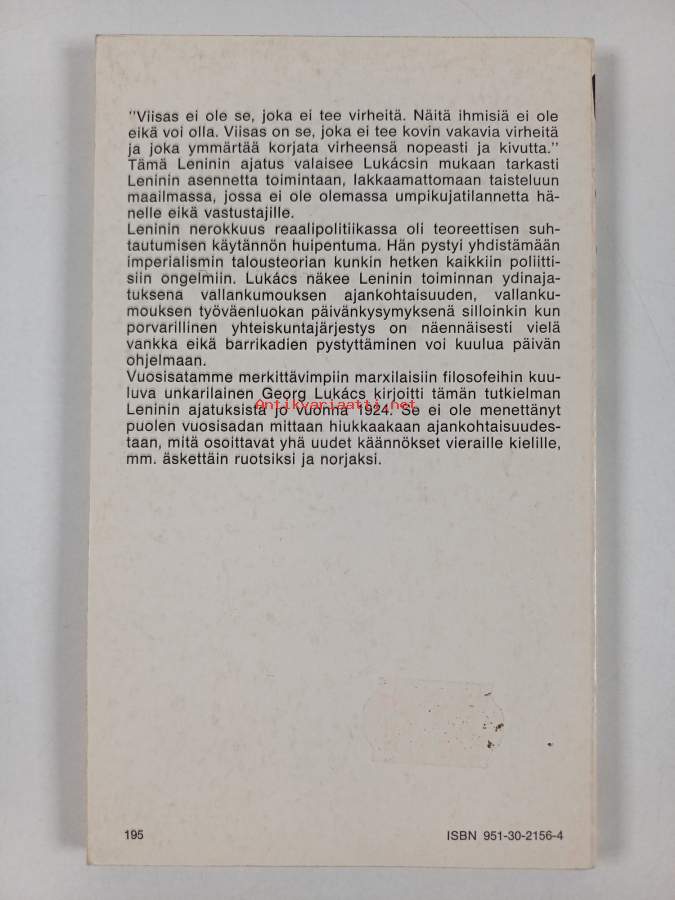 "Viisas ei ole se, joka ei tee virheitä. Näitä ihmisiä ei ole
eikä voi olla. Viisas on se, joka ei tee kovin vakavia virheitä
ja joka ymmärtää korjata virheensä nopeasti ja kivutta."
Tämä Leninin ajatus valaisee Lukácsin mukaan tarkasti
Leninin asennetta toimintaan, lakkaamattomaan taisteluun
maailmassa, jossa ei ole olemassa umpikujatilannetta hä-
nelle eikä vastustajille.
Leninin nerokkuus reaalipolitiikassa oli teoreettisen suh-
tautumisen käytännön huipentuma. Hän pystyi yhdistämään
imperialismin talousteorian kunkin hetken kaikkiin poliitti-
siin ongelmiin. Lukács näkee Leninin toiminnan ydinaja-
tuksena vallankumouksen ajankohtaisuuden, vallanku-
mouksen työväenluokan päivänkysymyksenä silloinkin kun
porvarillinen yhteiskuntajärjestys on näennäisesti vielä
vankka eikä barrikadien pystyttäminen voi kuulua päivän
ohjelmaan.
Vuosisatamme merkittävimpiin marxilaisiin filosofeihin kuu-
luva unkarilainen Georg Lukács kirjoitti tämän tutkielman
Antikvariaatti.net
Leninin ajatuksista jo vuonna 1924. Se ei ole menettänyt
puolen vuosisadan mittaan hiukkaakaan ajankohtaisuudes-
taan, mitä osoittavat yhä uudet käännökset vieraille kielille,
mm. äskettäin ruotsiksi ja norjaksi.
195
ISBN 951-30-2156-4